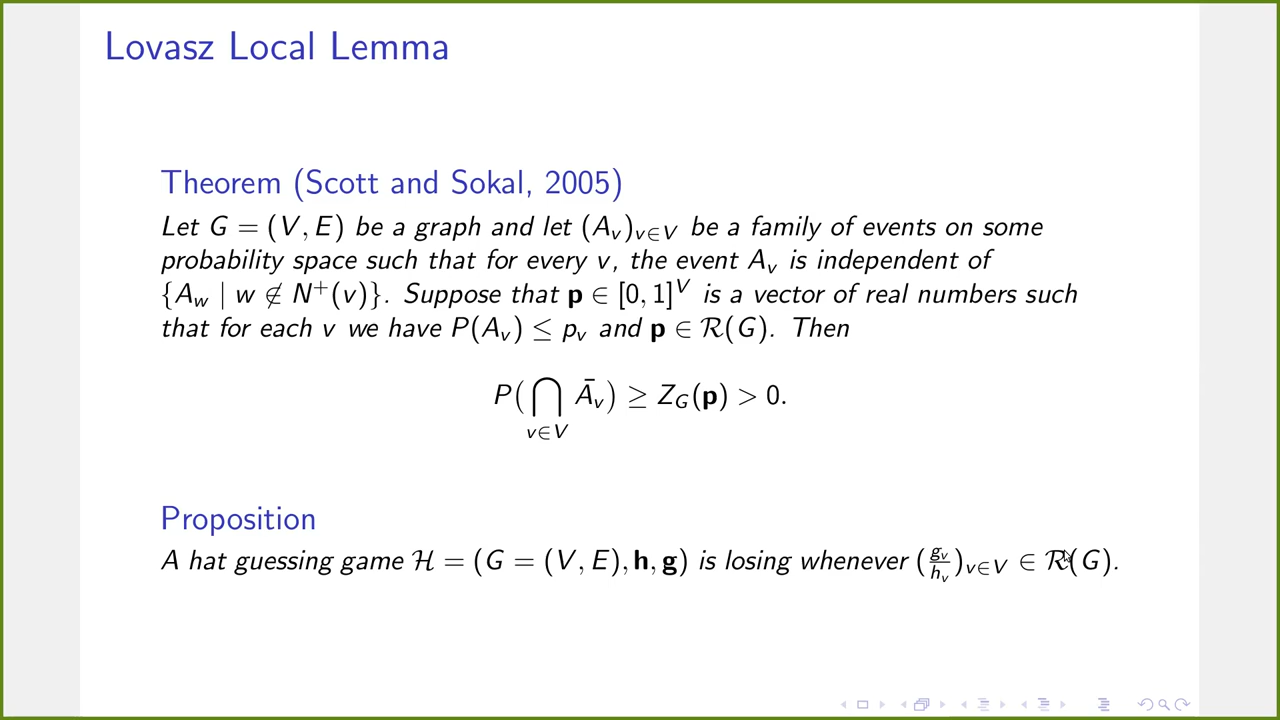 Lovasz Local Lemma
Theorem (Scott and Sokal, 2005)
Let G = (V, E) be a graph and let (A_v)_{v∈V} be a family of events on some
probability space such that for every v, the event A_v is independent of
{A_w | w ∉ N⁺(v)}. Suppose that **p** ∈ [0, 1]^V is a vector of real numbers such
that for each v we have P(A_v) ≤ p_v and **p** ∈ ℛ(G). Then
P(⋂_{v∈V} Ā_v) ≥ Z_G(**p**) > 0.
Proposition
A hat guessing game ℋ = (G = (V, E), **h**, **g**) is losing whenever (g_v/h_v)_{v∈V} ∈ ℛ(G).